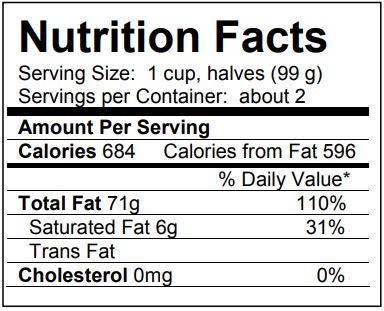 Nutrition Facts
Serving Size: 1 cup, halves (99 g)
Servings per Container: about 2
Amount Per Serving
Calories 684 Calories from Fat 596
% Daily Value*
Total Fat 71g 110%
Saturated Fat 6g 31%
Trans Fat
Cholesterol 0mg 0%